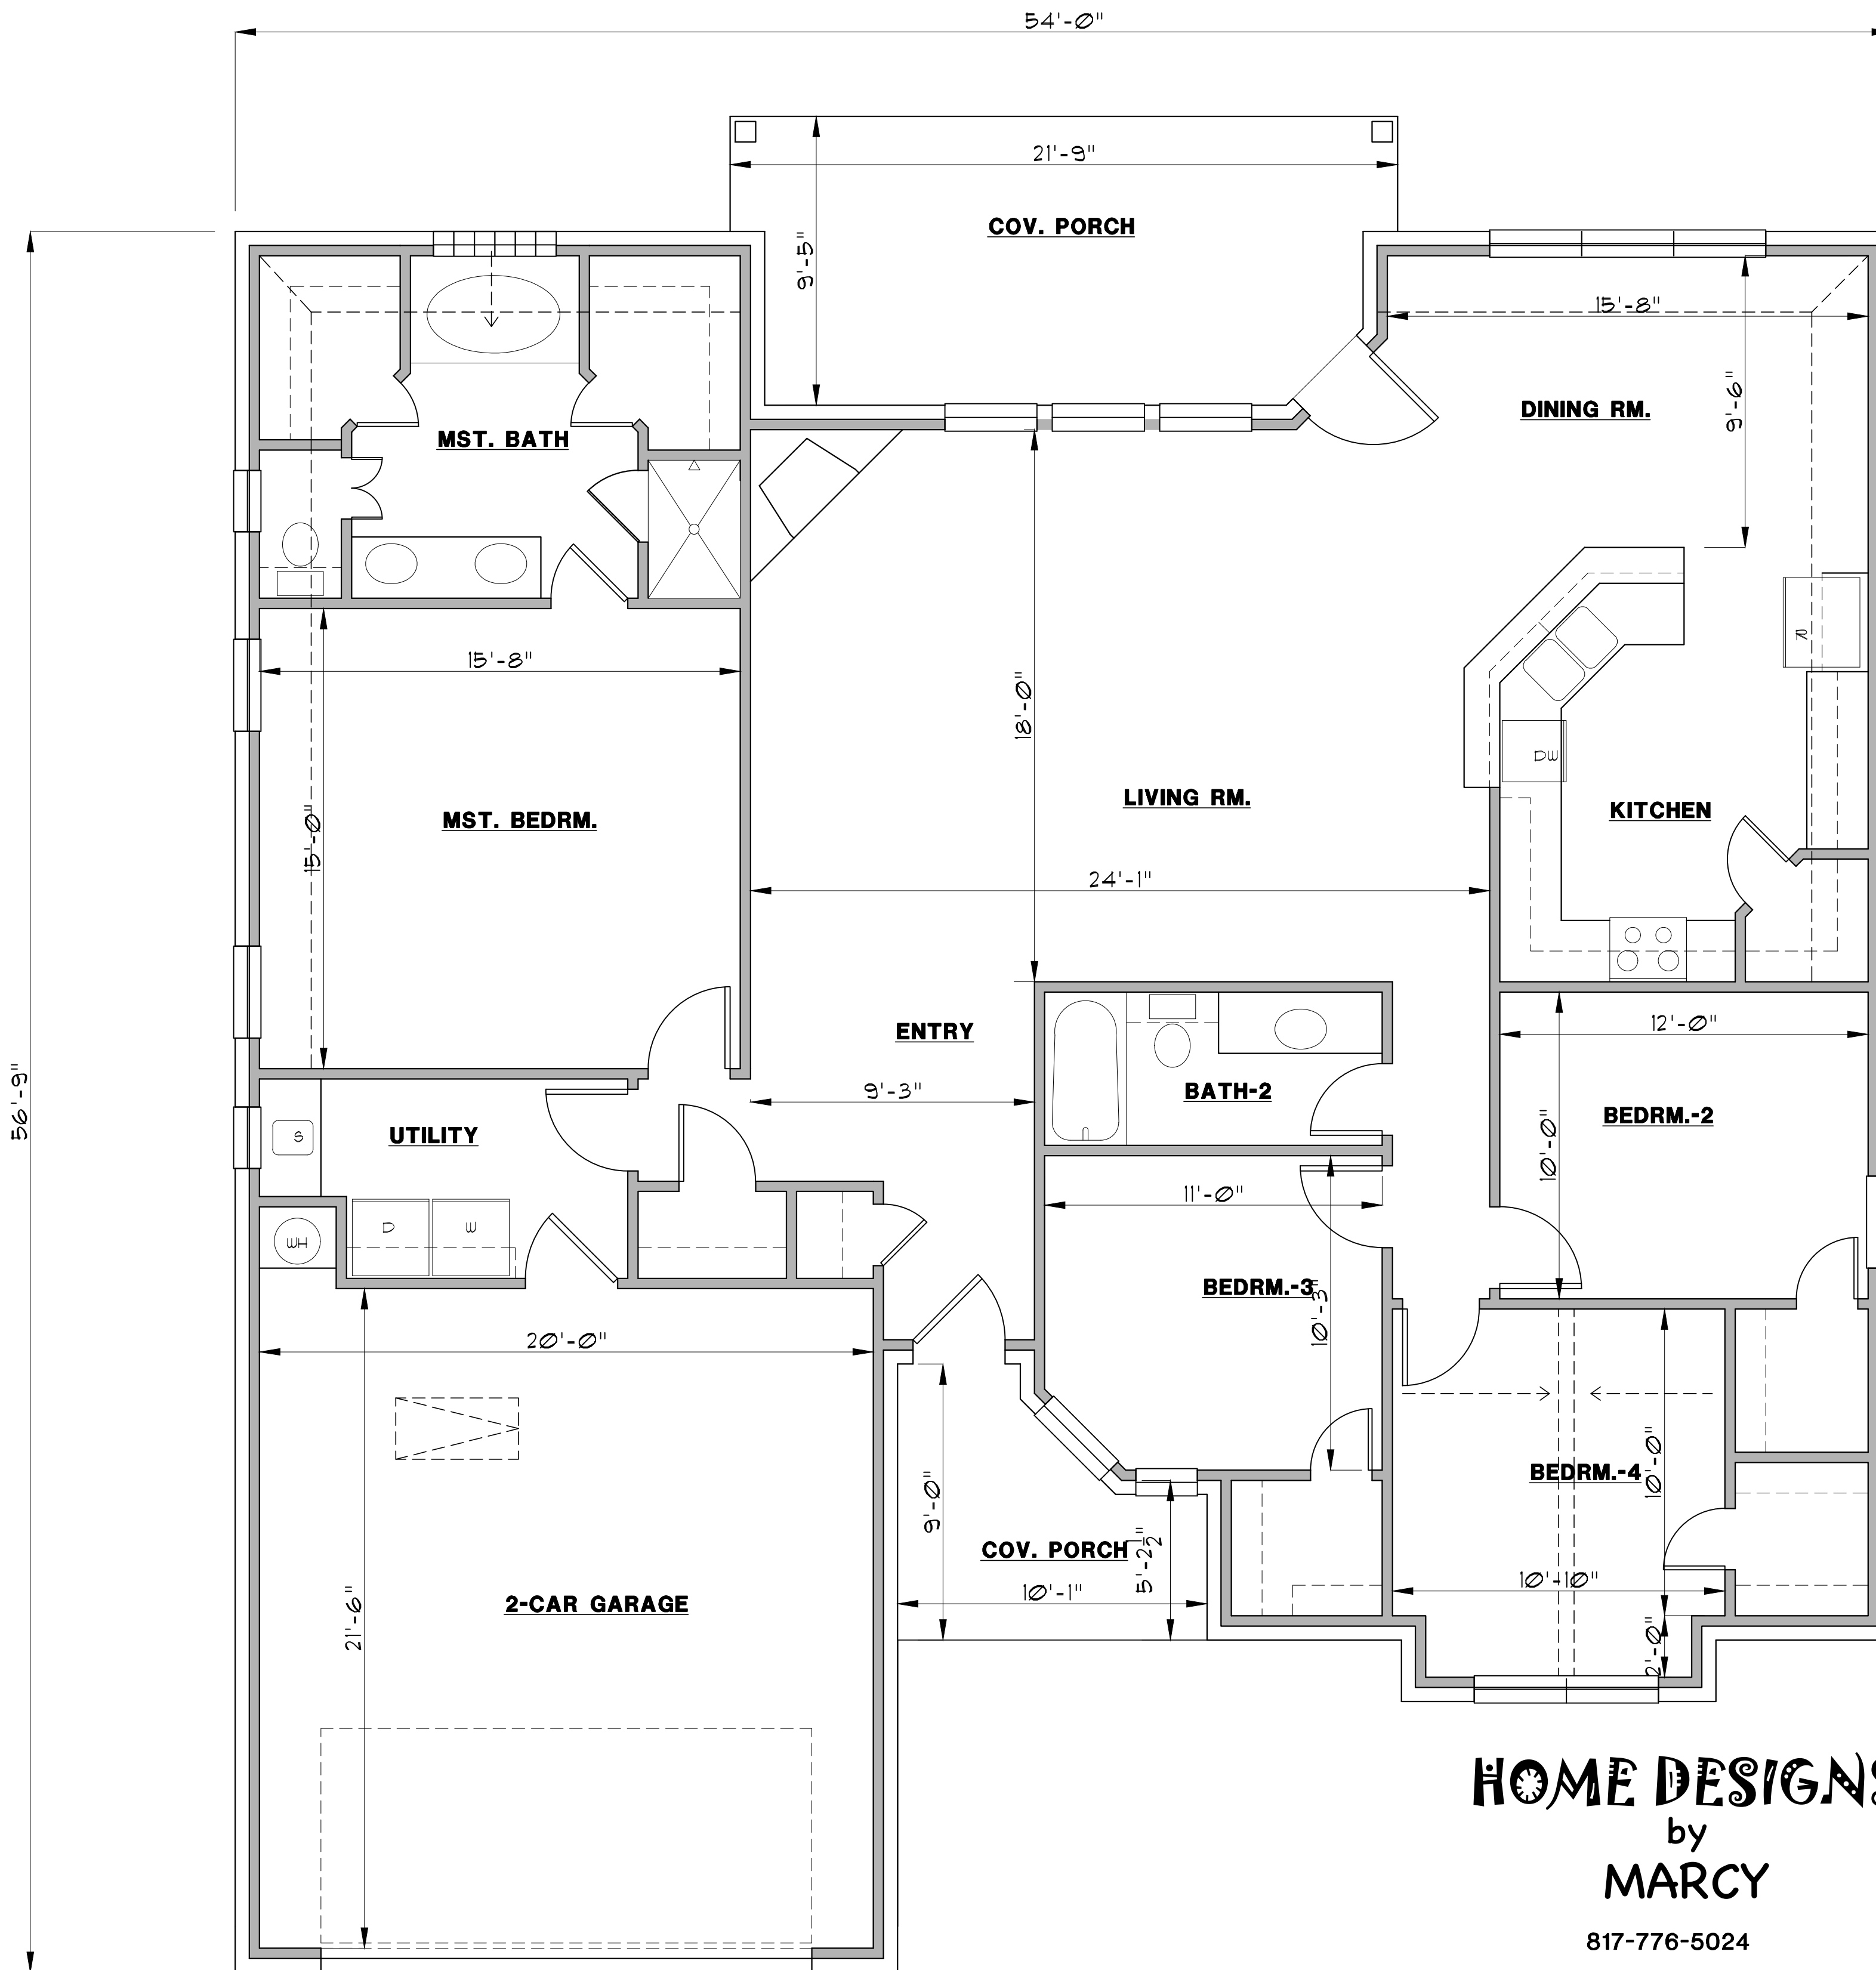 54'-0"
21'-9"
COV. PORCH
9'-5"
15'-8"
9'-6"
DINING RM.
MST. BATH
15'-8"
18'-0"
DW
LIVING RM.
KITCHEN
MST. BEDRM.
15'-0"
24'-1"
12'-0"
ENTRY
9'-3"
BATH-2
56'-9"
BEDRM.-2
10'-0"
S
UTILITY
11'-0"
D
W
WH
BEDRM.-3
10'-3"
20'-0"
BEDRM.-4
10'-0"
9'-0"
COV. PORCH
5'-2 1/2"
10'-1"
10'-10"
2-CAR GARAGE
21'-6"
2'-0"
HOME DESIGNS
by
MARCY
817-776-5024